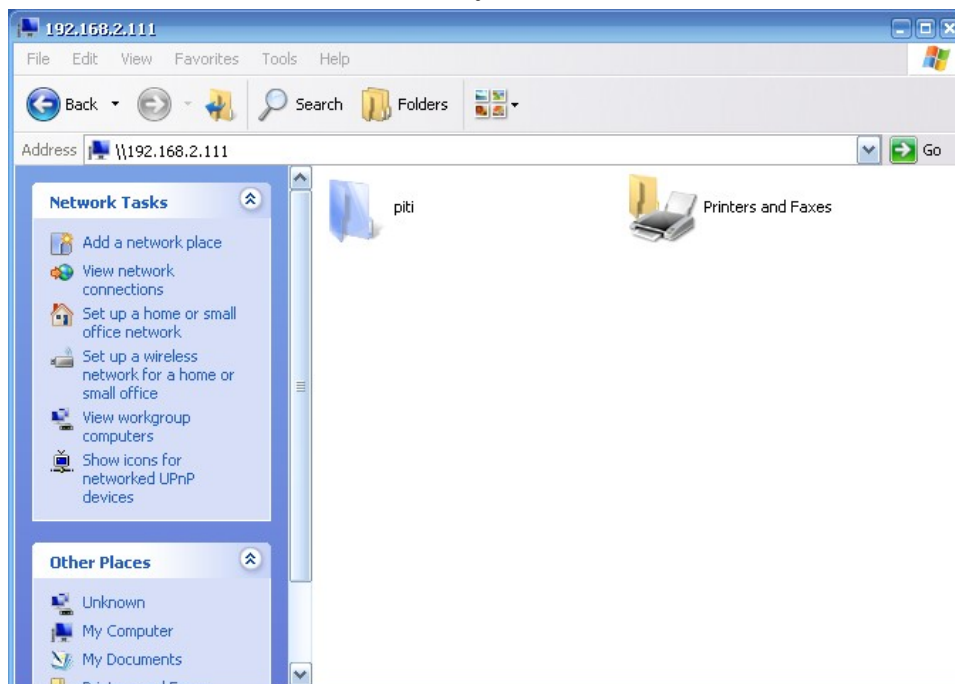 192.168.2.111
File Edit View Favorites Tools Help
Back Search Folders
Address \\192.168.2.111 Go
Network Tasks
Add a network place
View network
connections
Set up a home or small
office network
Set up a wireless
network for a home or
small office
View workgroup
computers
Show icons for
networked UPnP
devices
Other Places
Unknown
My Computer
My Documents
piti
Printers and Faxes